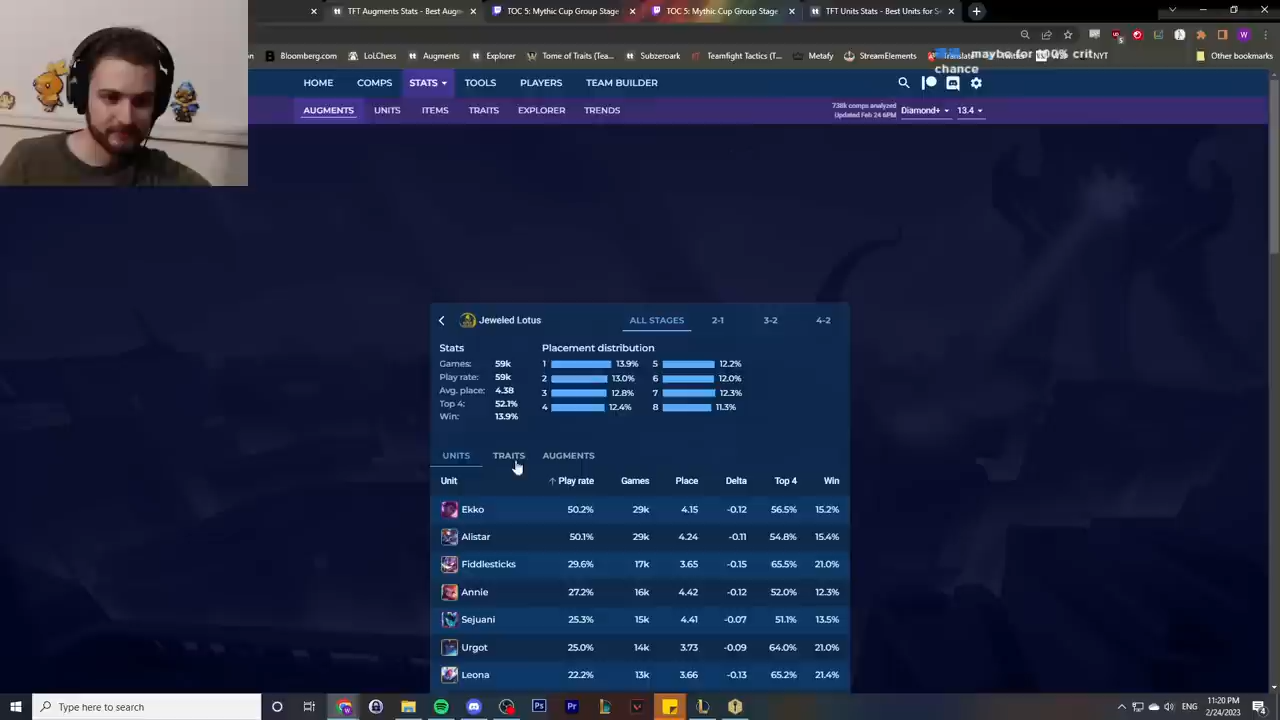 TFT Augments Stats - Best Augmen
TOC 5: Mythic Cup Group Stage
TOC 5: Mythic Cup Group Stage
TFT Units Stats - Best Units for S
Bloomberg.com
LolChess
Augments
Explorer
Tome of Traits (Tea
Subzeroark
Teamfight Tactics (T
Metafy
StreamElements
NYT
Other bookmarks
maybe for 100% crit
chance
HOME
COMPS
STATS
TOOLS
PLAYERS
TEAM BUILDER
AUGMENTS
UNITS
ITEMS
TRAITS
EXPLORER
TRENDS
738k comps analyzed
(Updated Feb 24 6PM
Diamond+
13.4
Jeweled Lotus
ALL STAGES
2-1
3-2
4-2
Stats
Placement distribution
Games: 59k
1 13.9%
5 12.2%
Play rate: 59k
2 13.0%
6 12.0%
Avg. place: 4.38
3 12.8%
7 12.3%
Top 4: 52.1%
4 12.4%
8 11.3%
Win: 13.9%
UNITS
TRAITS
AUGMENTS
Unit Play rate Games Place Delta Top 4 Win
Ekko 50.2% 29k 4.15 -0.12 56.5% 15.2%
Alistar 50.1% 29k 4.24 -0.11 54.8% 15.4%
Fiddlesticks 29.6% 17k 3.65 -0.15 65.5% 21.0%
Annie 27.2% 16k 4.42 -0.12 52.0% 12.3%
Sejuani 25.3% 15k 4.41 -0.07 51.1% 13.5%
Urgot 25.0% 14k 3.73 -0.09 64.0% 21.0%
Leona 22.2% 13k 3.66 -0.13 65.2% 21.4%
Type here to search
11:20 PM
2/24/2023